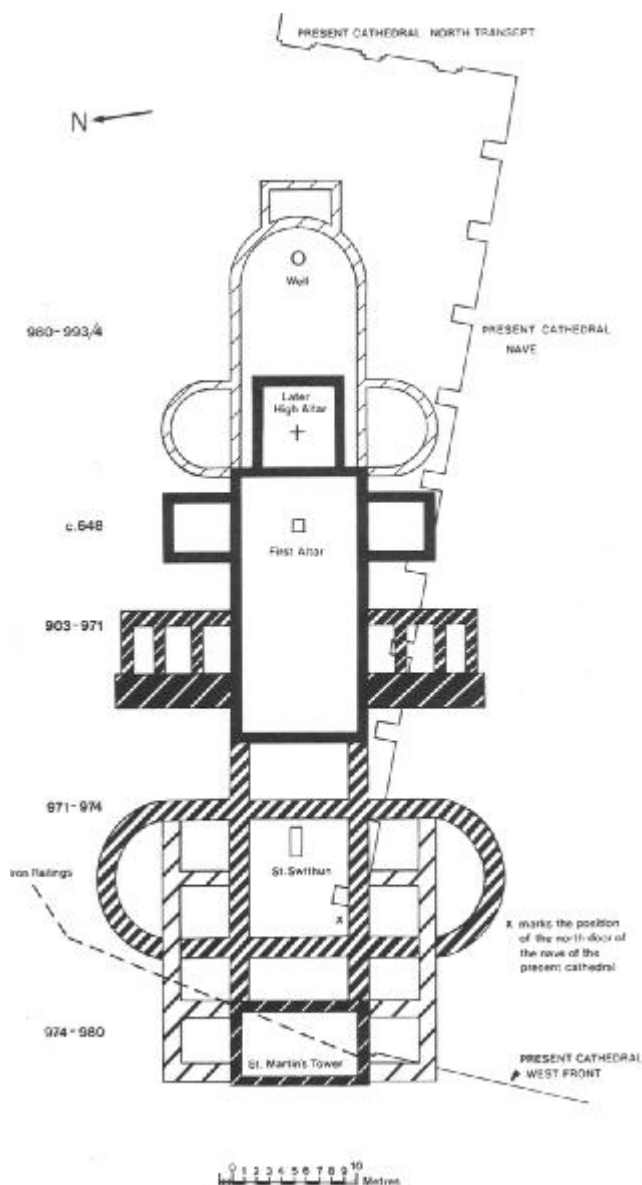 PRESENT CATHEDRAL NORTH TRANSEPT
N
Well
980-993/4
PRESENT CATHEDRAL
NAVE
Later
High Altar
c.648
First Altar
903-971
971-974
St. Swithun
Iron Railings
X
X marks the position
of the north door of
the nave of the
present cathedral
974-980
St. Martin's Tower
PRESENT CATHEDRAL
WEST FRONT
0 1 2 3 4 5 6 7 8 9 10
Metres